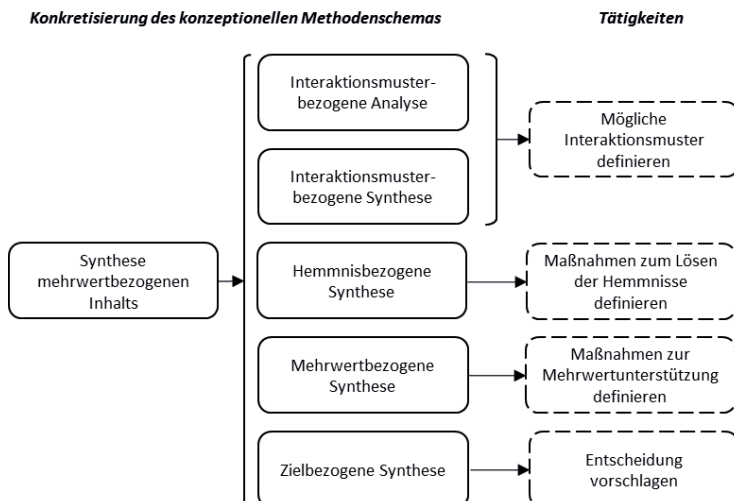 Konkretisierung des konzeptionellen Methodenschemas
Tätigkeiten
Interaktionsmuster-
bezogene Analyse
Mögliche
Interaktionsmuster
definieren
Interaktionsmuster-
bezogene Synthese
Synthese
mehrwertbezogenen
Inhalts
Hemmnisbezogene
Synthese
Maßnahmen zum Lösen
der Hemmnisse
definieren
Mehrwertbezogene
Synthese
Maßnahmen zur
Mehrwertunterstützung
definieren
Zielbezogene Synthese
Entscheidung
vorschlagen